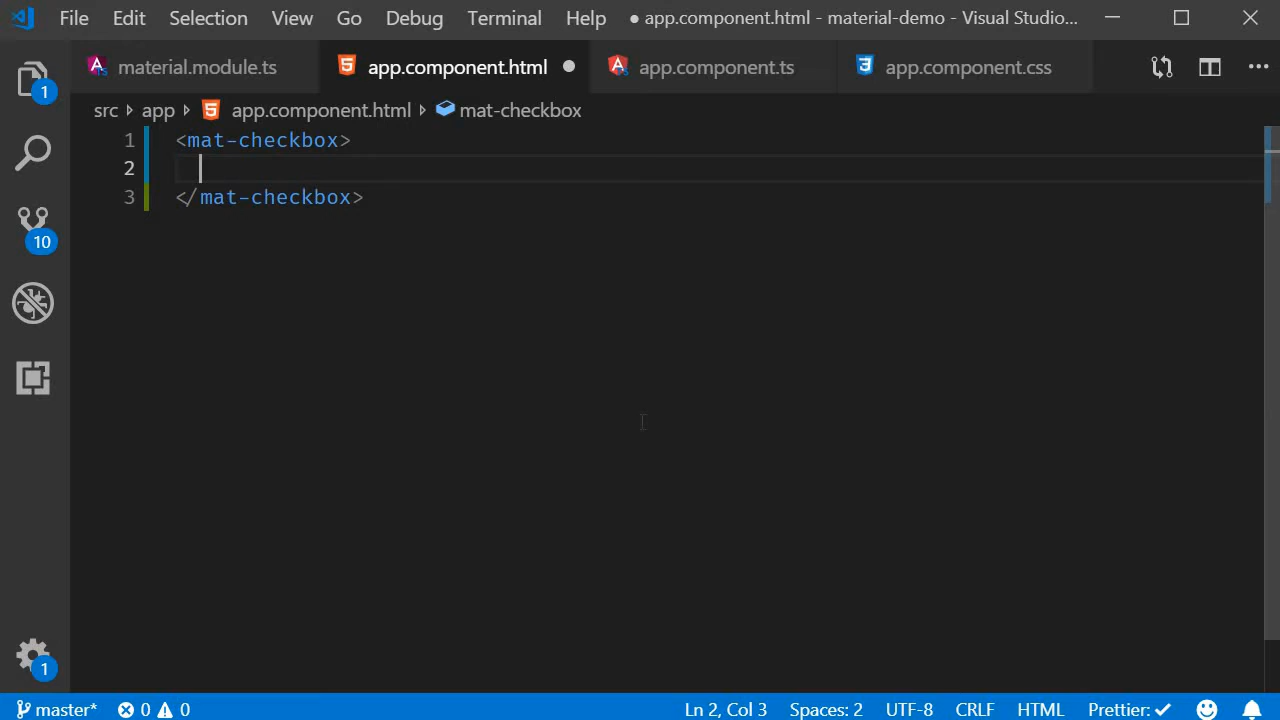 File Edit Selection View Go Debug Terminal Help ● app.component.html - material-demo - Visual Studio...
material.module.ts app.component.html app.component.ts app.component.css
src app app.component.html mat-checkbox
1 <mat-checkbox>
2
3 </mat-checkbox>
1
10
1
master* 0 0 Ln 2, Col 3 Spaces: 2 UTF-8 CRLF HTML Prettier: ✓